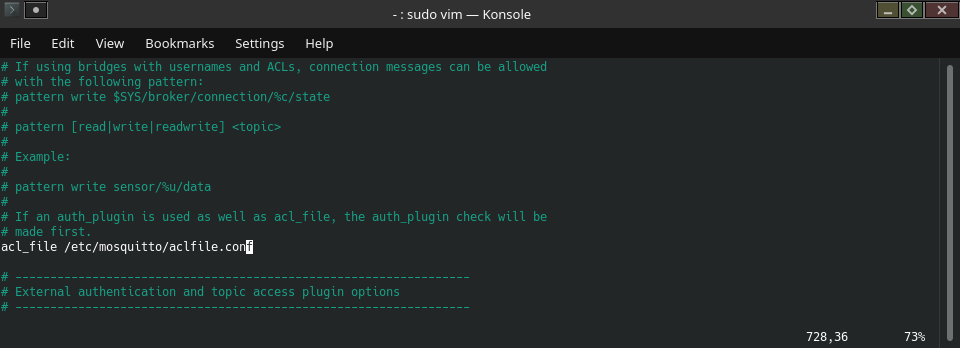 - : sudo vim — Konsole
File Edit View Bookmarks Settings Help
# If using bridges with usernames and ACLs, connection messages can be allowed
# with the following pattern:
# pattern write $SYS/broker/connection/%c/state
#
# pattern [read|write|readwrite] <topic>
#
# Example:
#
# pattern write sensor/%u/data
#
# If an auth_plugin is used as well as acl_file, the auth_plugin check will be
# made first.
acl_file /etc/mosquitto/aclfile.conf
# -----------------------------------------------------------------
# External authentication and topic access plugin options
# -----------------------------------------------------------------
728,36 73%